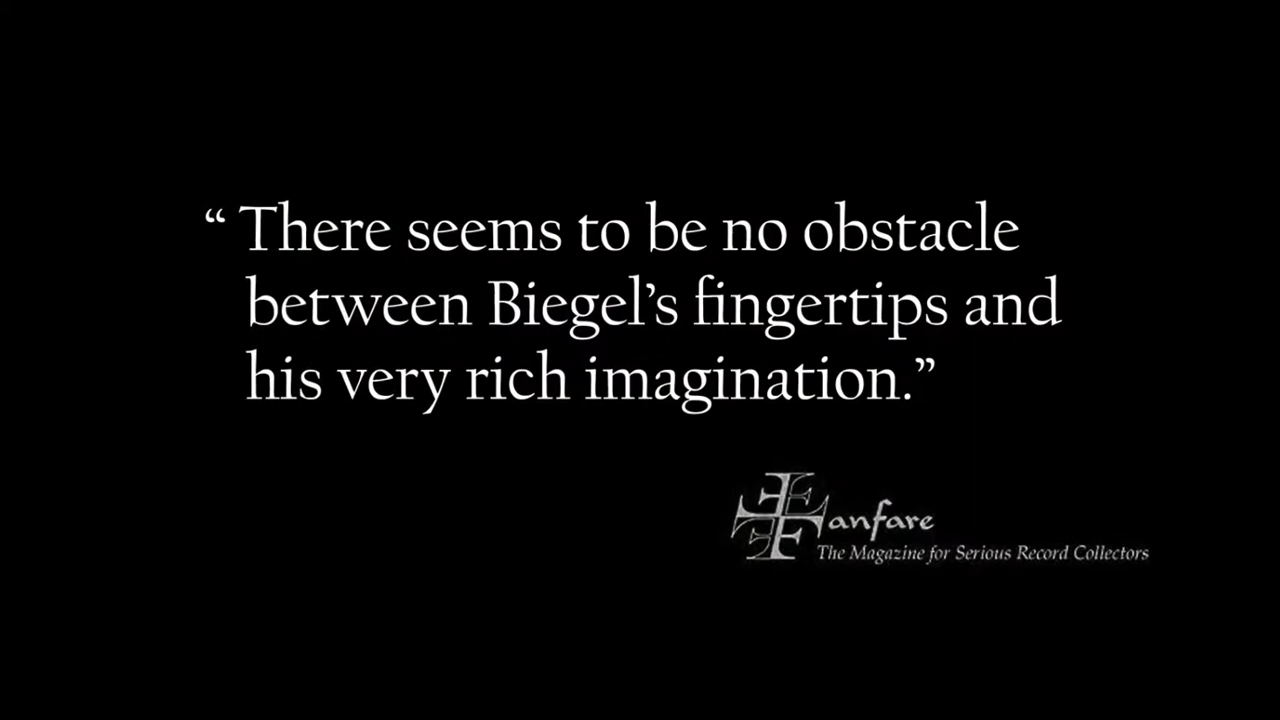 “ There seems to be no obstacle
between Biegel’s fingertips and
his very rich imagination.”
Fanfare
The Magazine for Serious Record Collectors